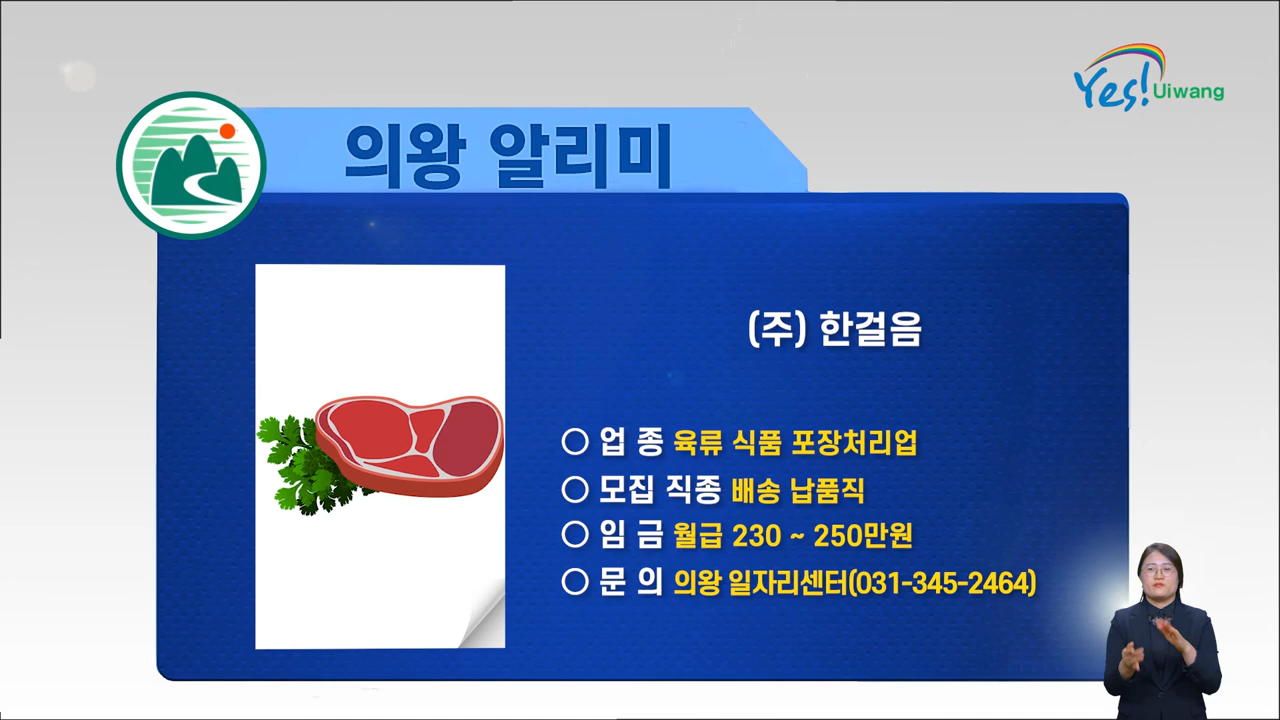 Yes! Uiwang
의왕 알리미
(주) 한걸음
○ 업 종 육류 식품 포장처리업
○ 모집 직종 배송 납품직
○ 임 금 월급 230 ~ 250만원
○ 문 의 의왕 일자리센터(031-345-2464)